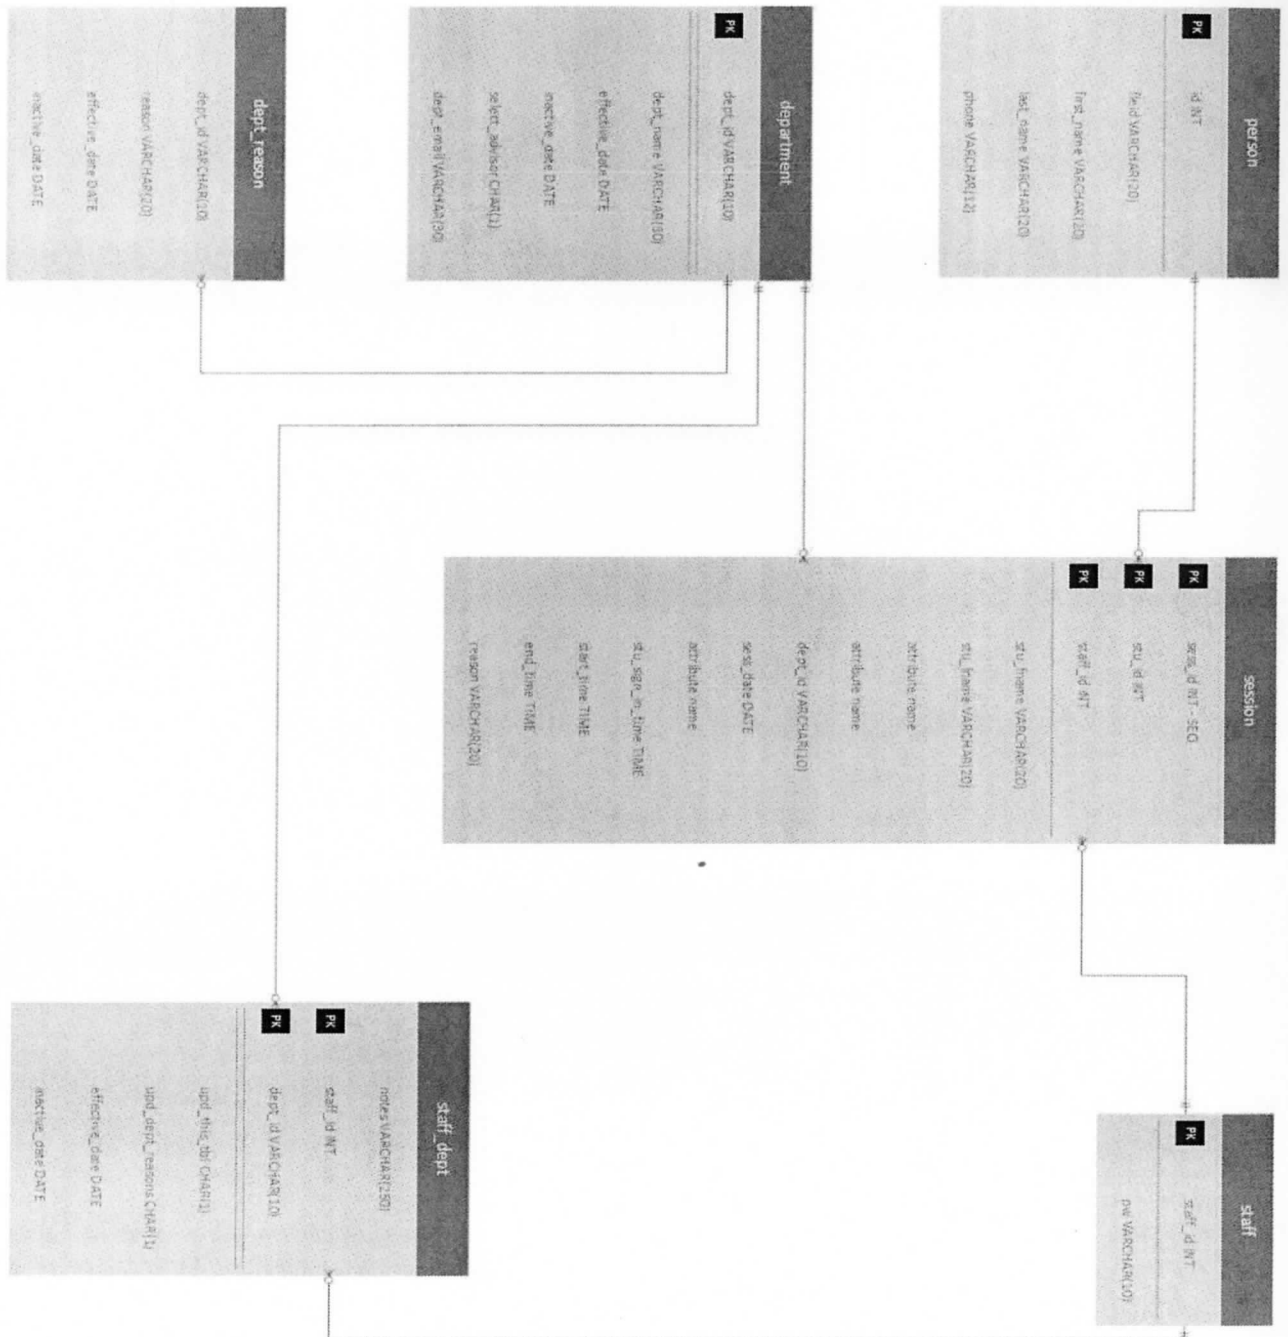 person
PK
id INT
field VARCHAR(20)
first_name VARCHAR(20)
last_name VARCHAR(20)
phone VARCHAR(12)
department
PK
dept_id VARCHAR(10)
dept_name VARCHAR(30)
effective_date DATE
inactive_date DATE
select_advisor CHAR(1)
dept_email VARCHAR(30)
dept_reason
dept_id VARCHAR(10)
reason VARCHAR(20)
effective_date DATE
inactive_date DATE
session
PK
sess_id INT - SEQ
PK
stu_id INT
PK
staff_id INT
stu_fname VARCHAR(20)
stu_lname VARCHAR(20)
attribute name
attribute name
dept_id VARCHAR(10)
sess_date DATE
attribute name
stu_sign_in_time TIME
start_time TIME
end_time TIME
reason VARCHAR(20)
staff
PK
staff_id INT
pw VARCHAR(10)
staff_dept
notes VARCHAR(250)
PK
staff_id INT
PK
dept_id VARCHAR(10)
upd_this_tbl CHAR(1)
upd_dept_reasons CHAR(1)
effective_date DATE
inactive_date DATE